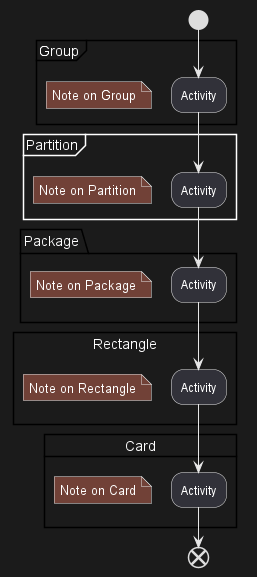 Group
Note on Group
Activity
Partition
Note on Partition
Activity
Package
Note on Package
Activity
Rectangle
Note on Rectangle
Activity
Card
Note on Card
Activity